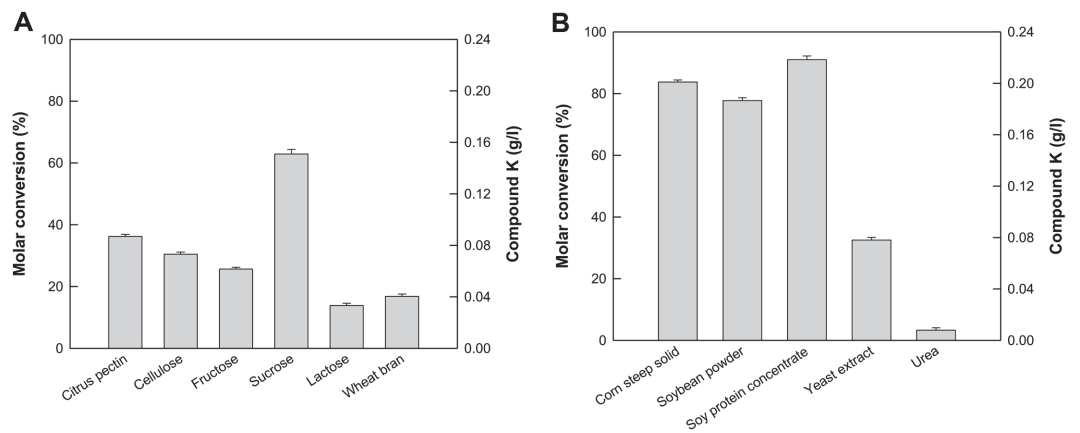 A
100
80
60
40
20
0
Molar conversion (%)
0.24
0.20
0.16
0.12
0.08
0.04
0.00
Compound K (g/l)
Citrus pectin
Cellulose
Fructose
Sucrose
Lactose
Wheat bran
B
100
80
60
40
20
0
Molar conversion (%)
0.24
0.20
0.16
0.12
0.08
0.04
0.00
Compound K (g/l)
Corn steep solid
Soybean powder
Soy protein concentrate
Yeast extract
Urea